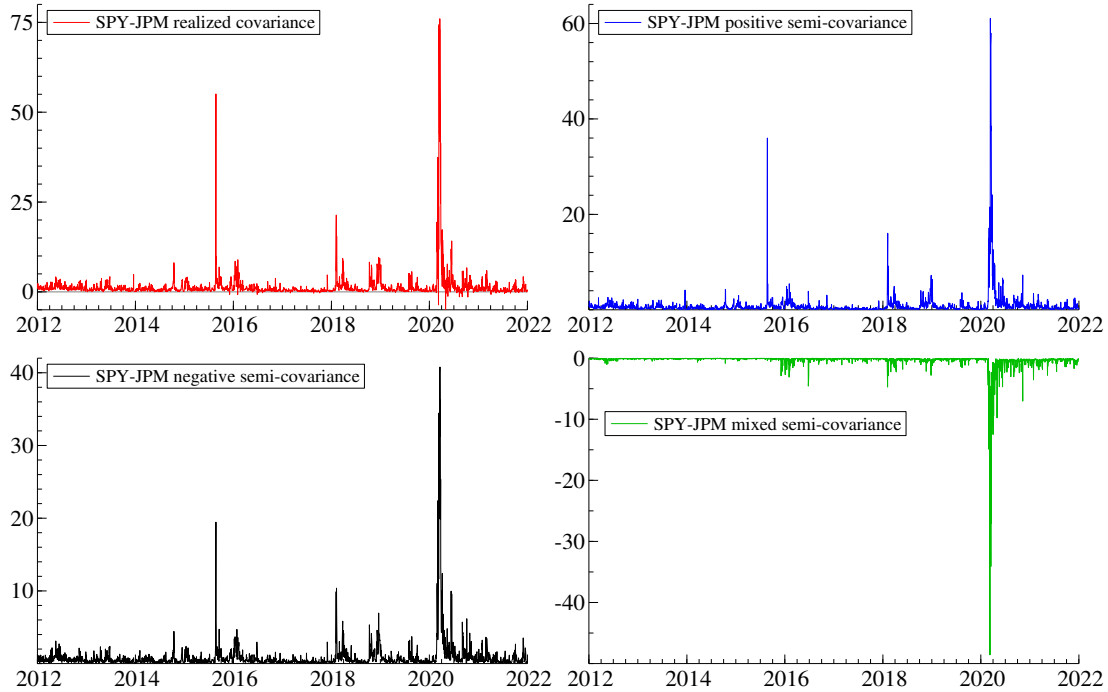 SPY-JPM realized covariance
75
50
25
0
2012 2014 2016 2018 2020 2022
SPY-JPM positive semi-covariance
60
40
20
2012 2014 2016 2018 2020 2022
SPY-JPM negative semi-covariance
40
30
20
10
2012 2014 2016 2018 2020 2022
0
SPY-JPM mixed semi-covariance
-10
-20
-30
-40
2012 2014 2016 2018 2020 2022